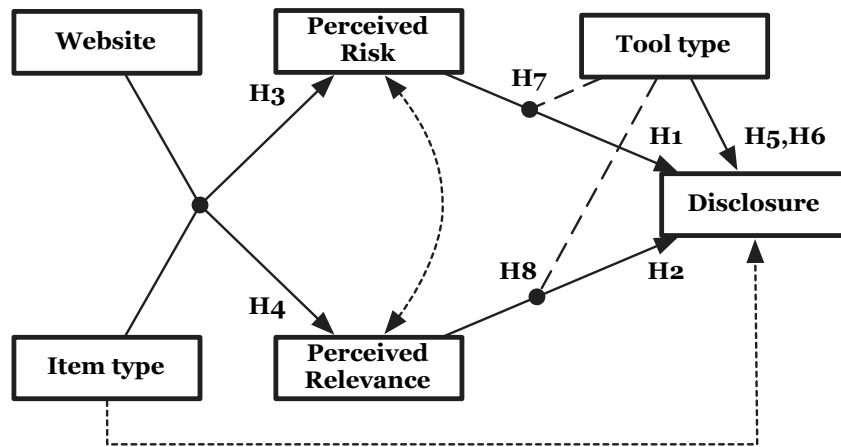 Website
Perceived
Risk
Tool type
H3
H7
H1
H5,H6
Disclosure
H4
H8
H2
Item type
Perceived
Relevance